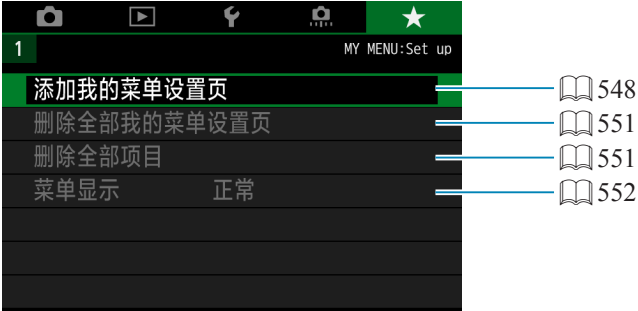 1 MY MENU:Set up
添加我的菜单设置页 548
删除全部我的菜单设置页 551
删除全部项目 551
菜单显示 正常 552